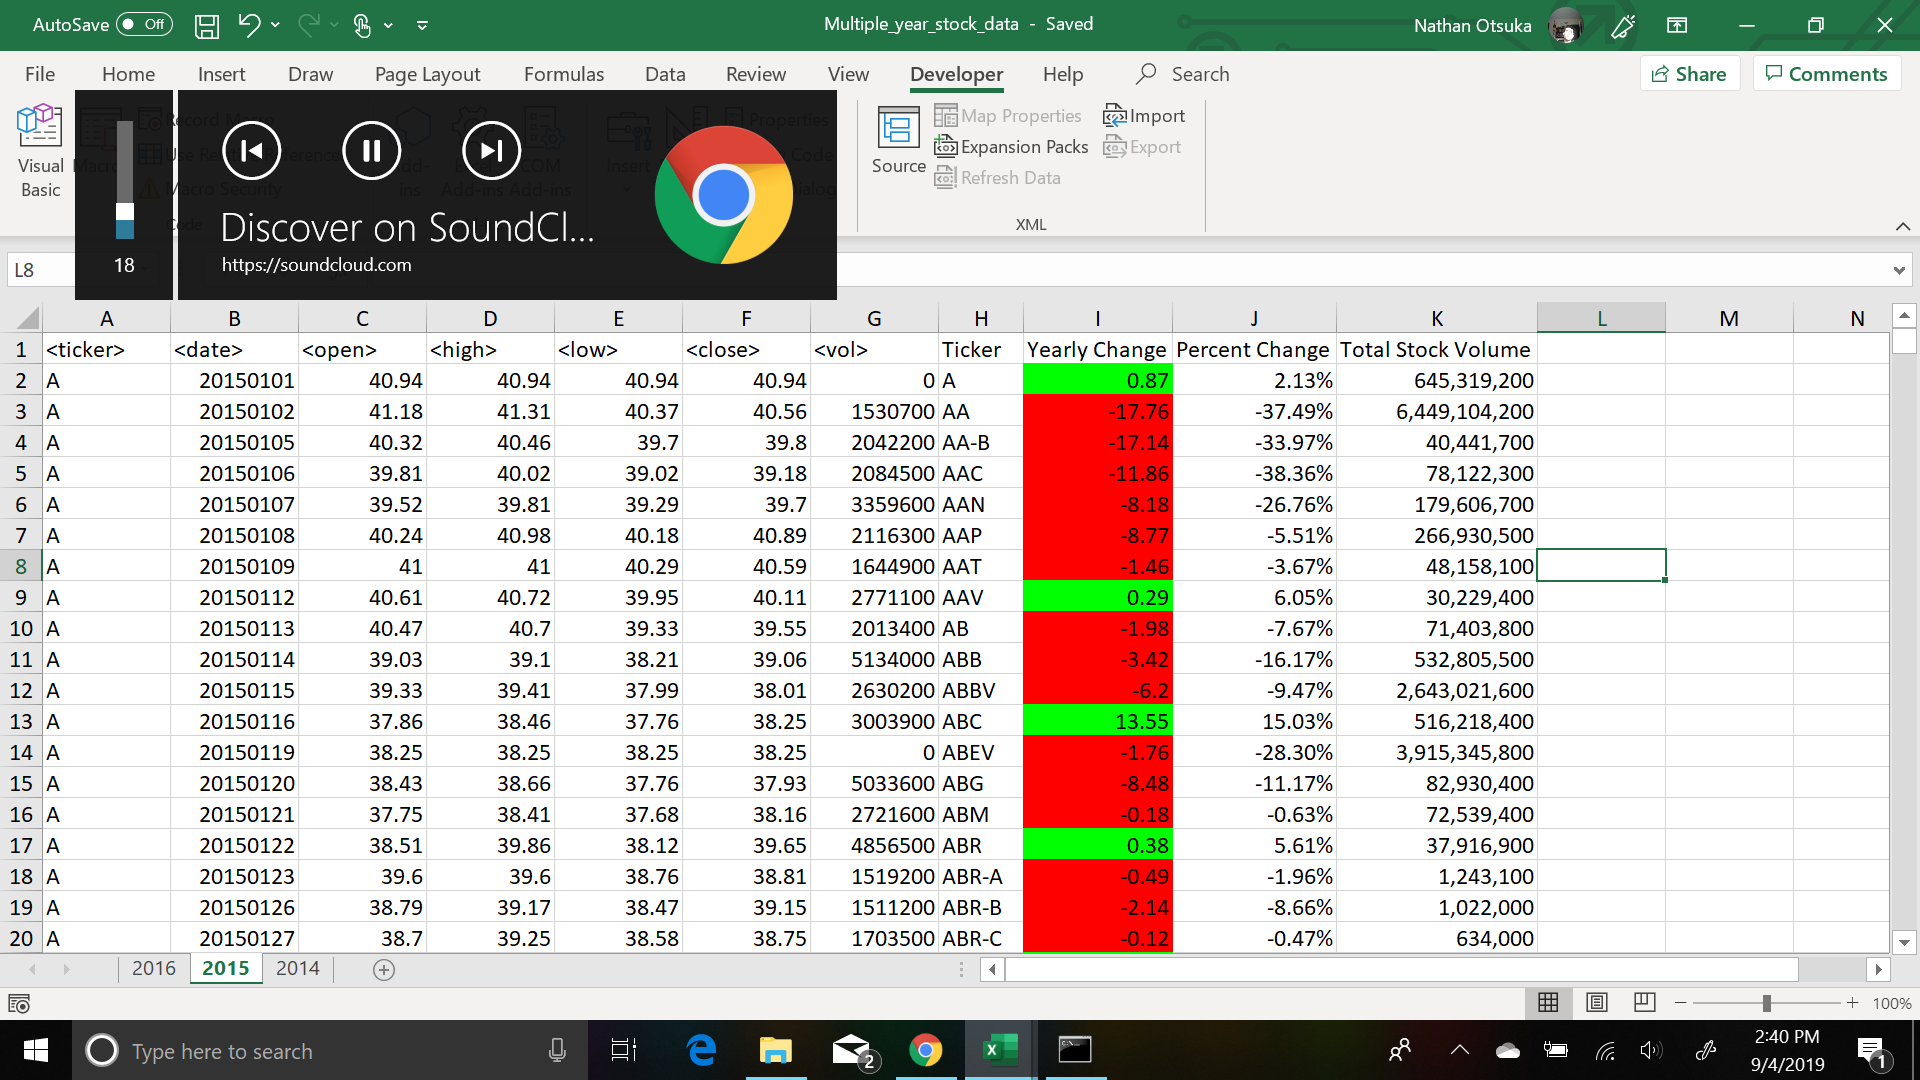 AutoSave Off
Multiple_year_stock_data - Saved
Nathan Otsuka
File Home Insert Draw Page Layout Formulas Data Review View Developer Help Search Share Comments
Visual Basic
Source
Map Properties
Expansion Packs
Refresh Data
Import
Export
XML
18
Discover on SoundCl...
https://soundcloud.com
L8
A B C D E F G H I J K L M N
1 <ticker> <date> <open> <high> <low> <close> <vol> Ticker Yearly Change Percent Change Total Stock Volume
2 A 20150101 40.94 40.94 40.94 40.94 0 A 0.87 2.13% 645,319,200
3 A 20150102 41.18 41.31 40.37 40.56 1530700 AA -17.76 -37.49% 6,449,104,200
4 A 20150105 40.32 40.46 39.7 39.8 2042200 AA-B -17.14 -33.97% 40,441,700
5 A 20150106 39.81 40.02 39.02 39.18 2084500 AAC -11.86 -38.36% 78,122,300
6 A 20150107 39.52 39.81 39.29 39.7 3359600 AAN -8.18 -26.76% 179,606,700
7 A 20150108 40.24 40.98 40.18 40.89 2116300 AAP -8.77 -5.51% 266,930,500
8 A 20150109 41 41 40.29 40.59 1644900 AAT -1.46 -3.67% 48,158,100
9 A 20150112 40.61 40.72 39.95 40.11 2771100 AAV 0.29 6.05% 30,229,400
10 A 20150113 40.47 40.7 39.33 39.55 2013400 AB -1.98 -7.67% 71,403,800
11 A 20150114 39.03 39.1 38.21 39.06 5134000 ABB -3.42 -16.17% 532,805,500
12 A 20150115 39.33 39.41 37.99 38.01 2630200 ABBV -6.2 -9.47% 2,643,021,600
13 A 20150116 37.86 38.46 37.76 38.25 3003900 ABC 13.55 15.03% 516,218,400
14 A 20150119 38.25 38.25 38.25 38.25 0 ABEV -1.76 -28.30% 3,915,345,800
15 A 20150120 38.43 38.66 37.76 37.93 5033600 ABG -8.48 -11.17% 82,930,400
16 A 20150121 37.75 38.41 37.68 38.16 2721600 ABM -0.18 -0.63% 72,539,400
17 A 20150122 38.51 39.86 38.12 39.65 4856500 ABR 0.38 5.61% 37,916,900
18 A 20150123 39.6 39.6 38.76 38.81 1519200 ABR-A -0.49 -1.96% 1,243,100
19 A 20150126 38.79 39.17 38.47 39.15 1511200 ABR-B -2.14 -8.66% 1,022,000
20 A 20150127 38.7 39.25 38.58 38.75 1703500 ABR-C -0.12 -0.47% 634,000
2016 2015 2014
100%
Type here to search
2
2:40 PM
9/4/2019
1